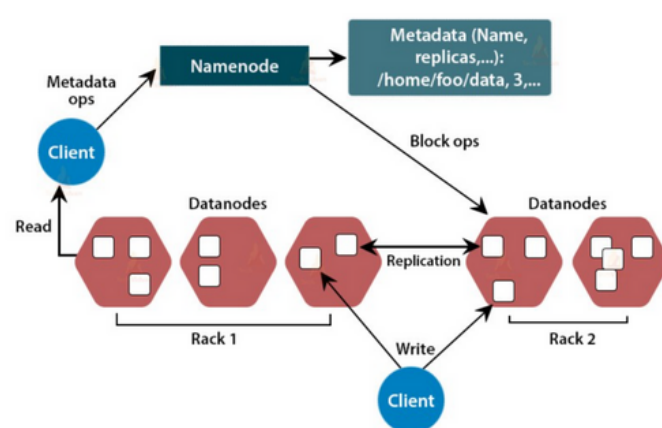 Metadata (Name,
replicas,...):
/home/foo/data, 3,...
Namenode
Metadata
ops
Client
Block ops
Datanodes
Datanodes
Read
Replication
Rack 1
Write
Rack 2
Client